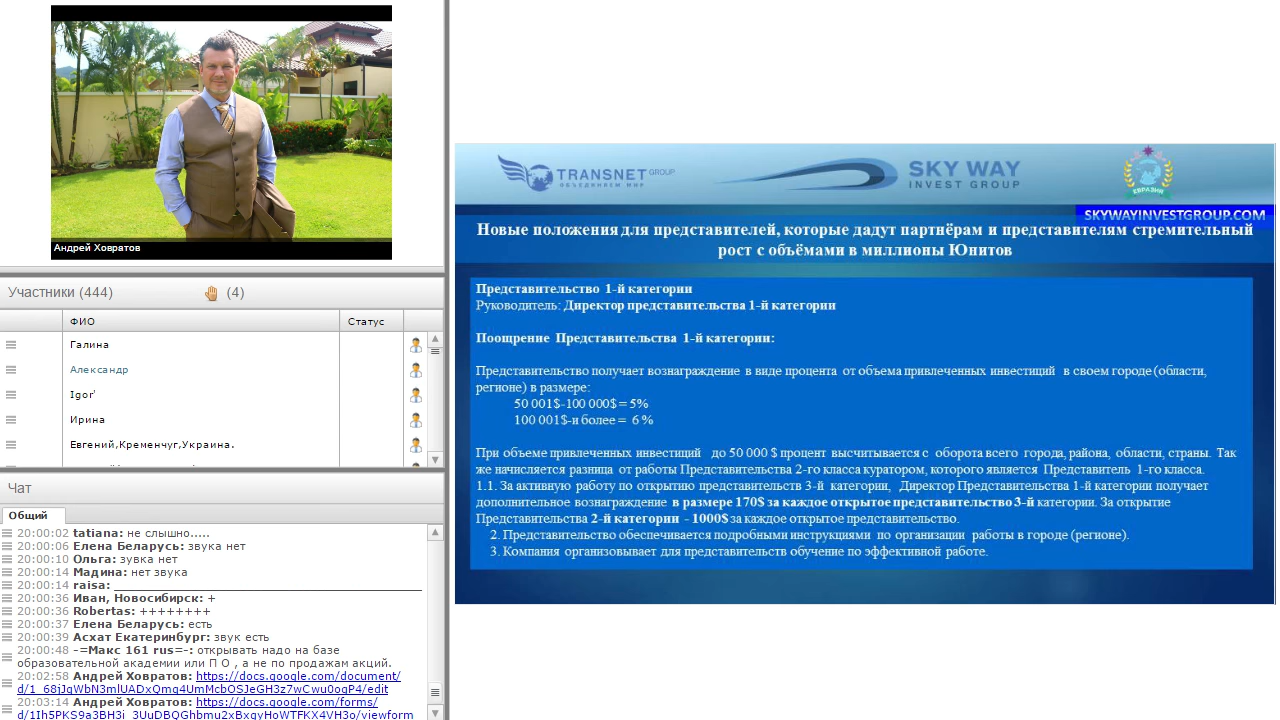 Андрей Ховратов
Участники (444)
(4)
ФИО
Статус
Галина
Александр
Igor'
Ирина
Евгений,Кременчуг,Украина.
Чат
Общий
20:00:02 tatiana: не слышно.....
20:00:06 Елена Беларусь: звука нет
20:00:10 Ольга: зувка нет
20:00:14 Мадина: нет звука
20:00:14 raisa: ___________________________________________
20:00:36 Иван, Новосибирск: +
20:00:36 Robertas: ++++++++
20:00:37 Елена Беларусь: есть
20:00:39 Асхат Екатеринбург: звук есть
20:00:48 -=Макс 161 rus=-: открывать надо на базе
образовательной академии или П О , а не по продажам акций.
20:02:58 Андрей Ховратов: https://docs.google.com/document/
20:03:14 Андрей Ховратов: https://docs.google.com/forms/
TRANSNET GROUP
ОБЪЕДИНЯЕМ МИР
SKY WAY
INVEST GROUP
ЕВРАЗИЯ
SKYWAYINVESTGROUP.COM
Новые положения для представителей, которые дадут партнёрам и представителям стремительный
рост с объёмами в миллионы Юнитов
Представительство 1-й категории
Руководитель: Директор представительства 1-й категории
Поощрение Представительства 1-й категории:
Представительство получает вознаграждение в виде процента от объема привлеченных инвестиций в своем городе (области,
регионе) в размере:
50 001$-100 000$ = 5%
100 001$-и более = 6 %
При объеме привлеченных инвестиций до 50 000 $ процент высчитывается с оборота всего города, района, области, страны. Так
же начисляется разница от работы Представительства 2-го класса куратором, которого является Представитель 1-го класса.
1.1. За активную работу по открытию представительств 3-й категории, Директор Представительства 1-й категории получает
дополнительное вознаграждение в размере 170$ за каждое открытое представительство 3-й категории. За открытие
Представительства 2-й категории - 1000$ за каждое открытое представительство.
2. Представительство обеспечивается подробными инструкциями по организации работы в городе (регионе).
3. Компания организовывает для представительств обучение по эффективной работе.